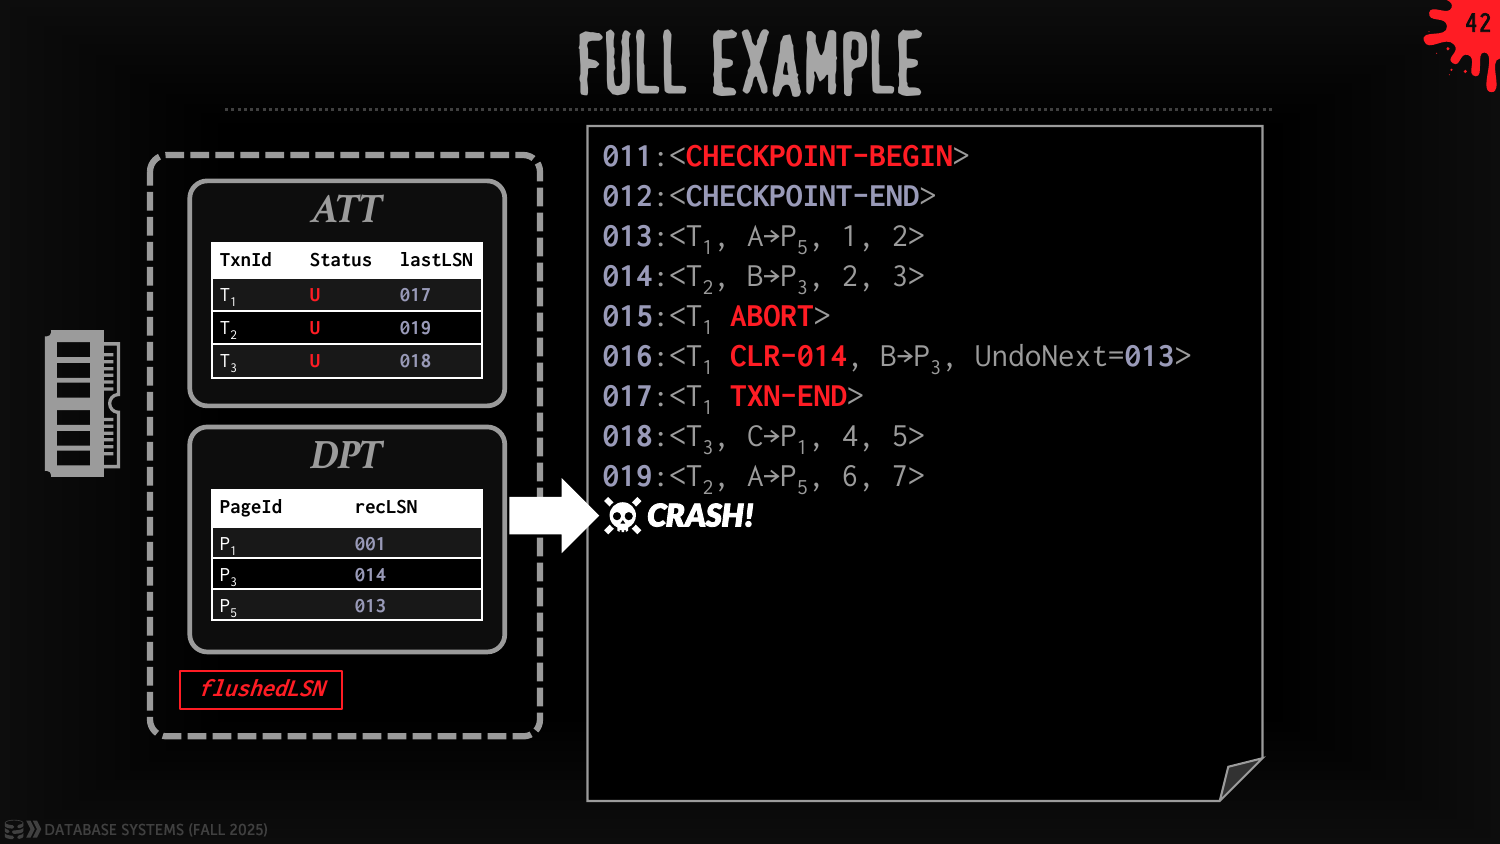 42
FULL EXAMPLE
ATT
TxnId Status lastLSN
T1 U 017
T2 U 019
T3 U 018
DPT
PageId recLSN
P1 001
P3 014
P5 013
flushedLSN
011:<CHECKPOINT-BEGIN>
012:<CHECKPOINT-END>
013:<T1, A→P5, 1, 2>
014:<T2, B→P3, 2, 3>
015:<T1 ABORT>
016:<T1 CLR-014, B→P3, UndoNext=013>
017:<T1 TXN-END>
018:<T3, C→P1, 4, 5>
019:<T2, A→P5, 6, 7>
CRASH!
DATABASE SYSTEMS (FALL 2025)